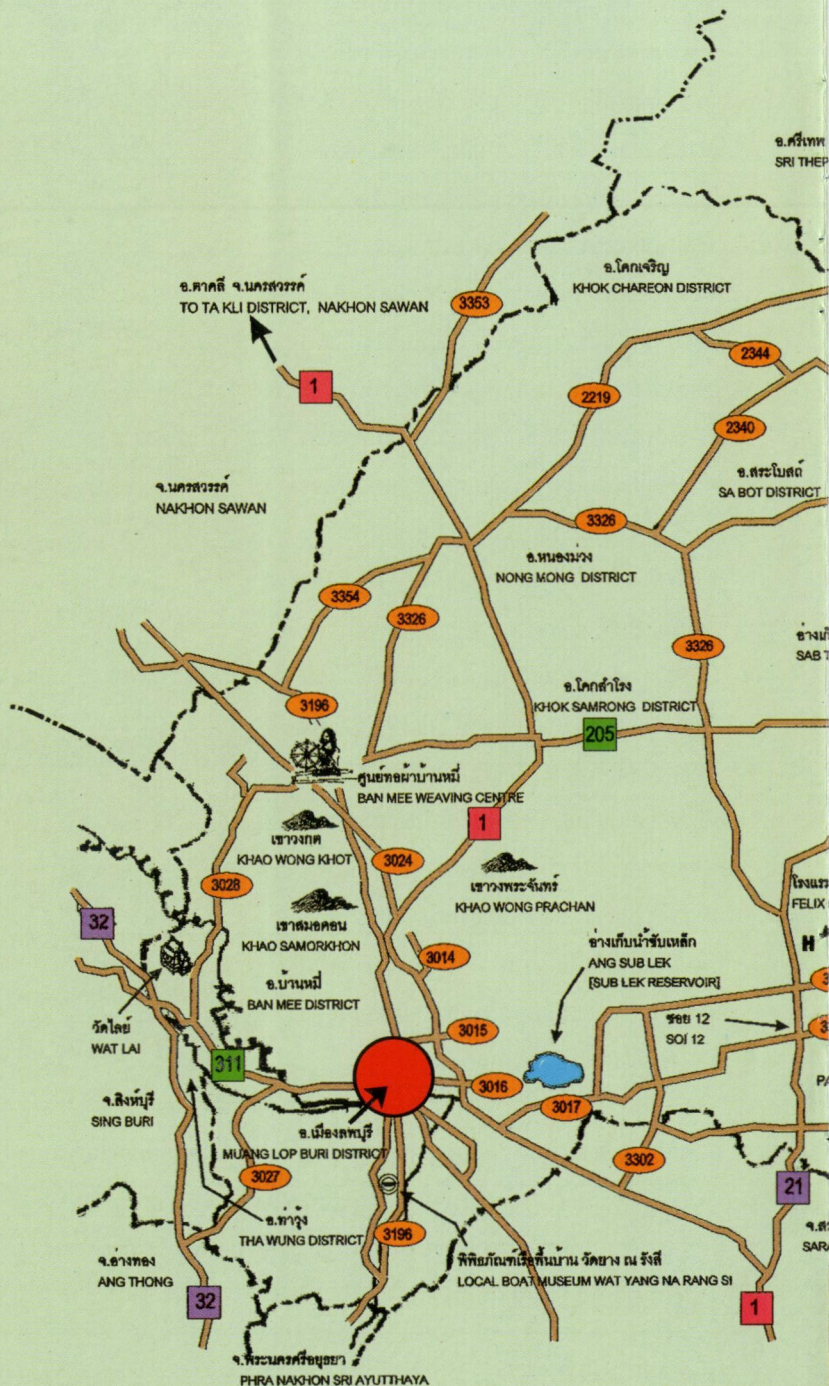 อ.ศรีเทพ
SRI THEP
อ.โคกเจริญ
KHOK CHAREON DISTRICT
อ.ตาคลี จ.นครสวรรค์
TO TA KLI DISTRICT, NAKHON SAWAN
3353
1
2344
2219
2340
จ.นครสวรรค์
NAKHON SAWAN
อ.สระโบสถ์
SA BOT DISTRICT
3326
อ.หนองม่วง
NONG MONG DISTRICT
3354
3326
3326
SAB T
อ.โคกสำโรง
KHOK SAMRONG DISTRICT
3196
205
ศูนย์ทอผ้าบ้านหมี่
BAN MEE WEAVING CENTRE
1
เขาวงกต
KHAO WONG KHOT
3024
3028
เขาวงพระจันทร์
KHAO WONG PRACHAN
โรงแรม
FELIX
32
เขาสมอคอน
KHAO SAMORKHON
H
อ่างเก็บน้ำซับเหล็ก
ANG SUB LEK
[SUB LEK RESERVOIR]
3014
อ.บ้านหมี่
BAN MEE DISTRICT
วัดไลย์
WAT LAI
3015
ซอย 12
SOI 12
311
3016
3017
จ.สิงห์บุรี
SING BURI
อ.เมืองลพบุรี
MUANG LOP BURI DISTRICT
3302
3027
21
อ.ท่าวุ้ง
THA WUNG DISTRICT
3196
จ.อ่างทอง
ANG THONG
พิพิธภัณฑ์เรือพื้นบ้าน วัดยาง ณ รังสี
LOCAL BOAT MUSEUM WAT YANG NA RANG SI
32
1
จ.พระนครศรีอยุธยา
PHRA NAKHON SRI AYUTTHAYA